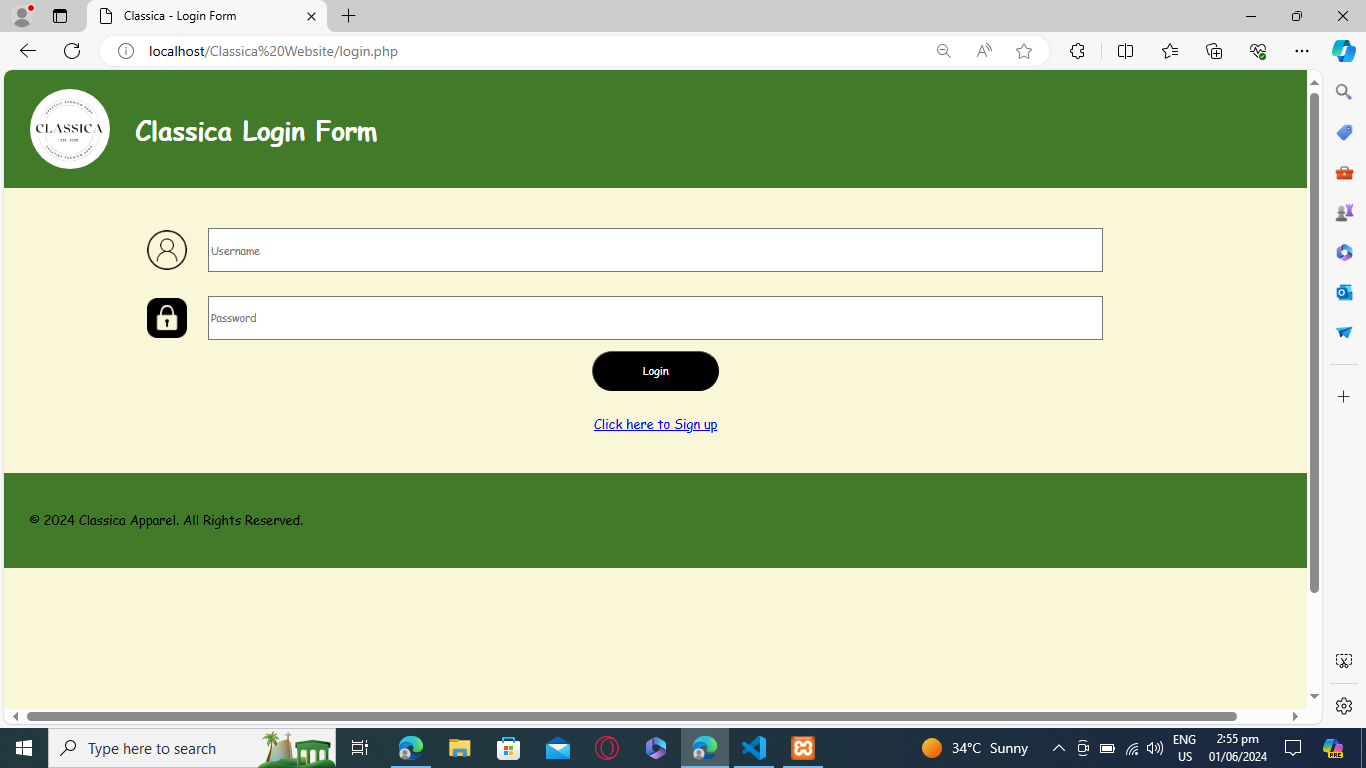 Classica - Login Form
localhost/Classica%20Website/login.php
CLASSICA
Classica Login Form
Username
Password
Login
Click here to Sign up
© 2024 Classica Apparel. All Rights Reserved.
Type here to search
34°C Sunny
ENG
US
2:55 pm
01/06/2024
PRE